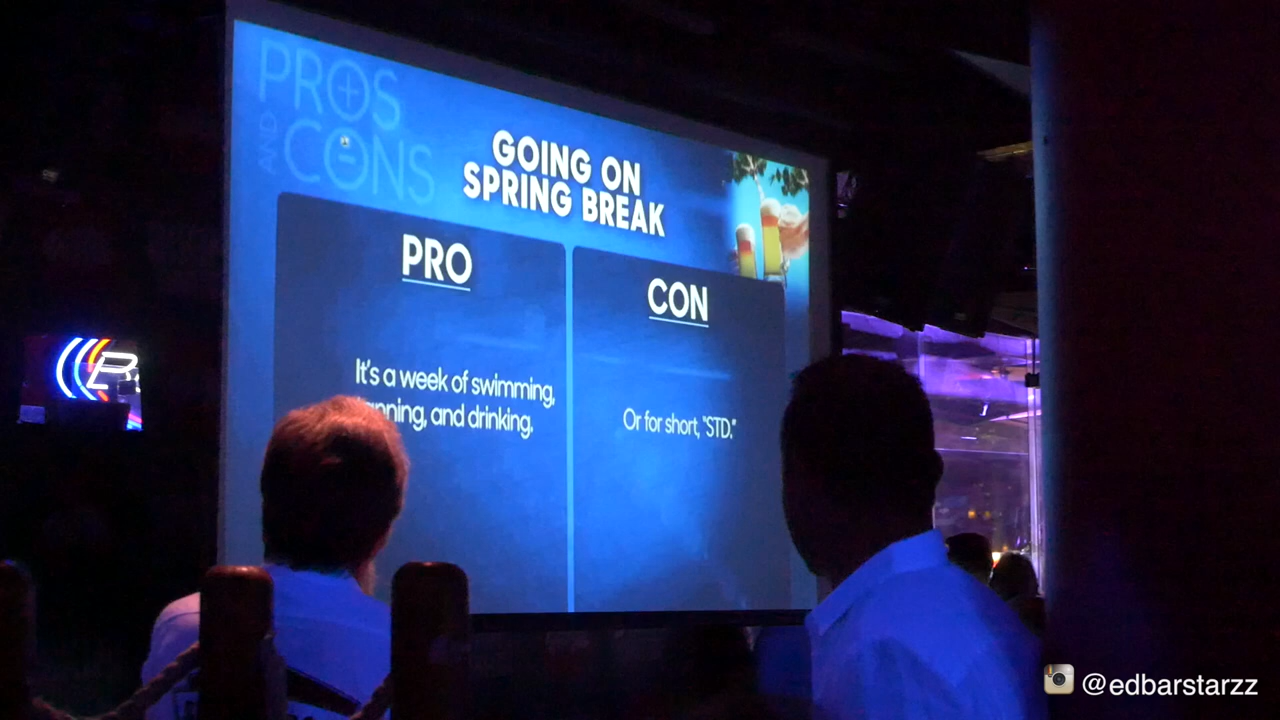 PROS
AND
CONS
GOING ON
SPRING BREAK
PRO
It's a week of swimming,
and drinking.
CON
Or for short, "STD."
@edbarstarzz